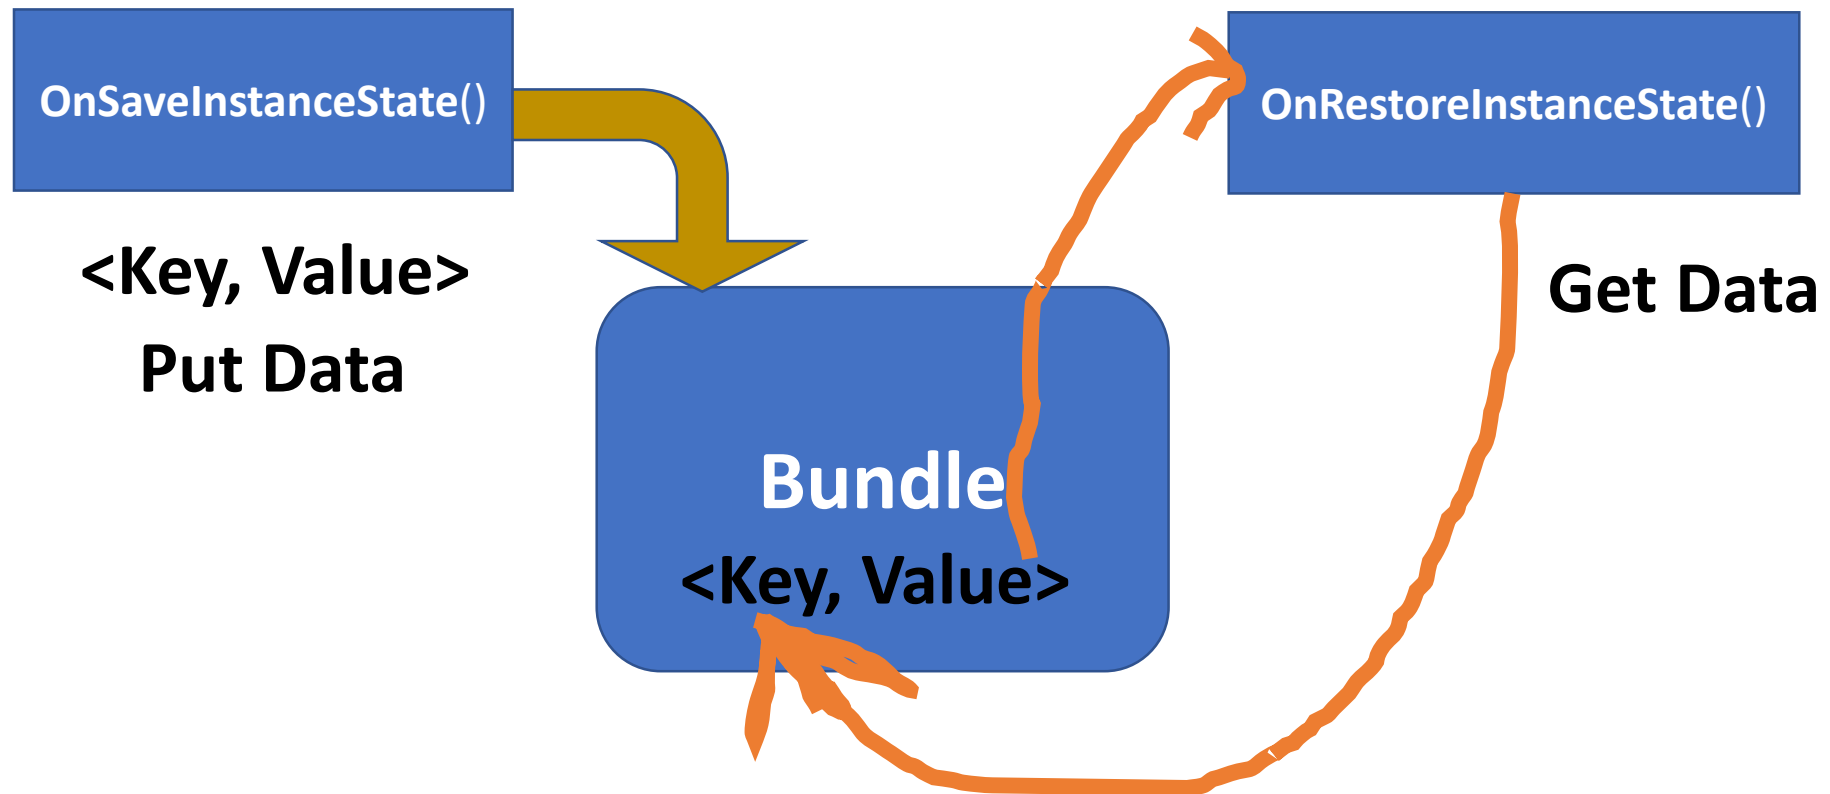 OnSaveInstanceState()
<Key, Value>
Put Data
Bundle
<Key, Value>
OnRestoreInstanceState()
Get Data